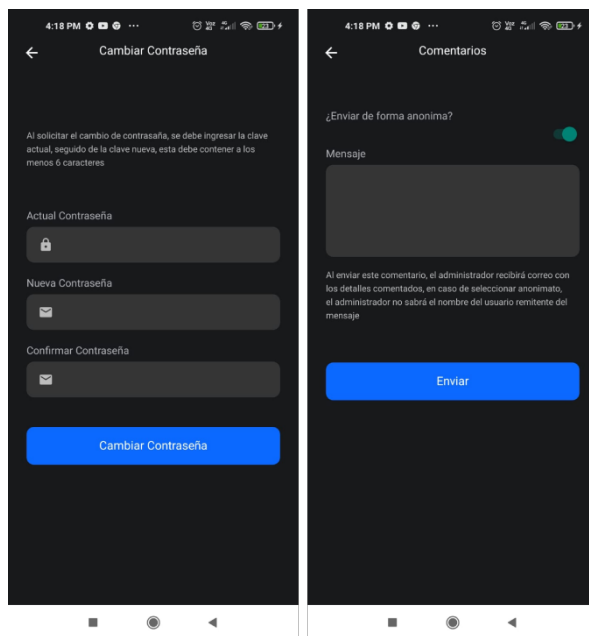 4:18 PM
Cambiar Contraseña
Al solicitar el cambio de contrasaña, se debe ingresar la clave
actual, seguido de la clave nueva, esta debe contener a los
menos 6 caracteres
Actual Contraseña
Nueva Contraseña
Confirmar Contraseña
Cambiar Contraseña
4:18 PM
Comentarios
¿Enviar de forma anonima?
Mensaje
Al enviar este comentario, el administrador recibirá correo con
los detalles comentados, en caso de seleccionar anonimato,
el administrador no sabrá el nombre del usuario remitente del
mensaje
Enviar